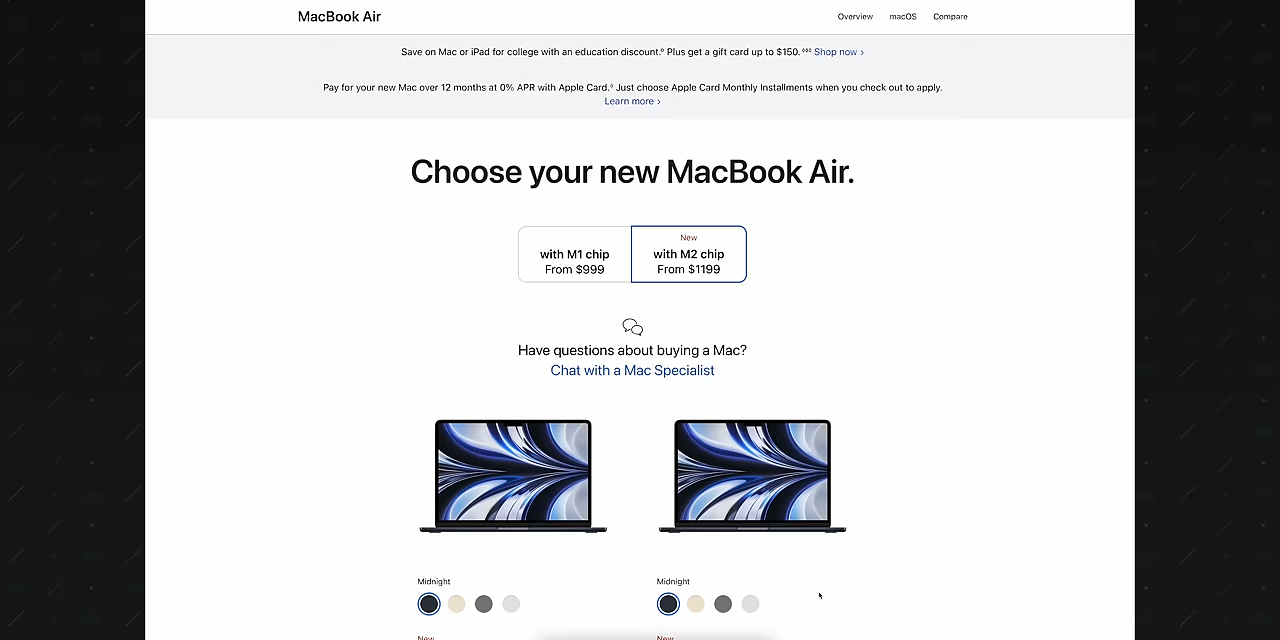 MacBook Air
Overview
macOS
Compare
Save on Mac or iPad for college with an education discount.° Plus get a gift card up to $150.◊◊◊ Shop now ›
Pay for your new Mac over 12 months at 0% APR with Apple Card.◊ Just choose Apple Card Monthly Installments when you check out to apply.
Learn more ›
Choose your new MacBook Air.
with M1 chip
From $999
New
with M2 chip
From $1199
Have questions about buying a Mac?
Chat with a Mac Specialist
Midnight
Midnight
New
New